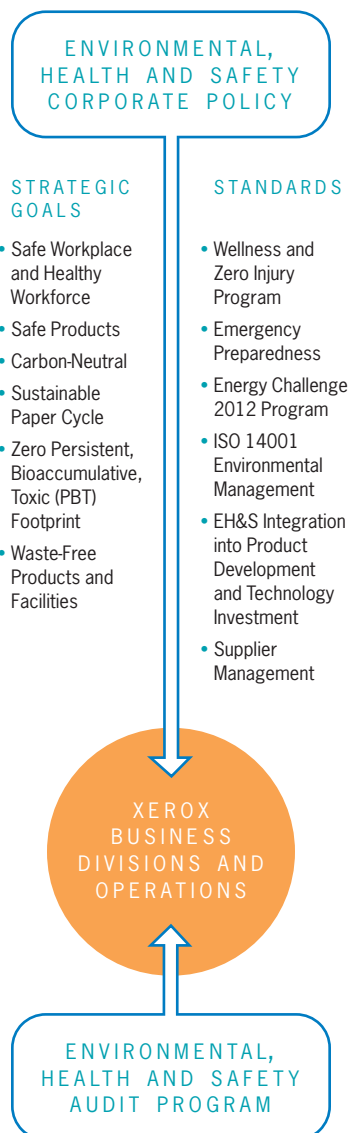 ENVIRONMENTAL,
HEALTH AND SAFETY
CORPORATE POLICY
STRATEGIC
GOALS
• Safe Workplace
and Healthy
Workforce
• Safe Products
• Carbon-Neutral
• Sustainable
Paper Cycle
• Zero Persistent,
Bioaccumulative,
Toxic (PBT)
Footprint
• Waste-Free
Products and
Facilities
STANDARDS
• Wellness and
Zero Injury
Program
• Emergency
Preparedness
• Energy Challenge
2012 Program
• ISO 14001
Environmental
Management
• EH&S Integration
into Product
Development
and Technology
Investment
• Supplier
Management
XEROX
BUSINESS
DIVISIONS AND
OPERATIONS
ENVIRONMENTAL,
HEALTH AND SAFETY
AUDIT PROGRAM